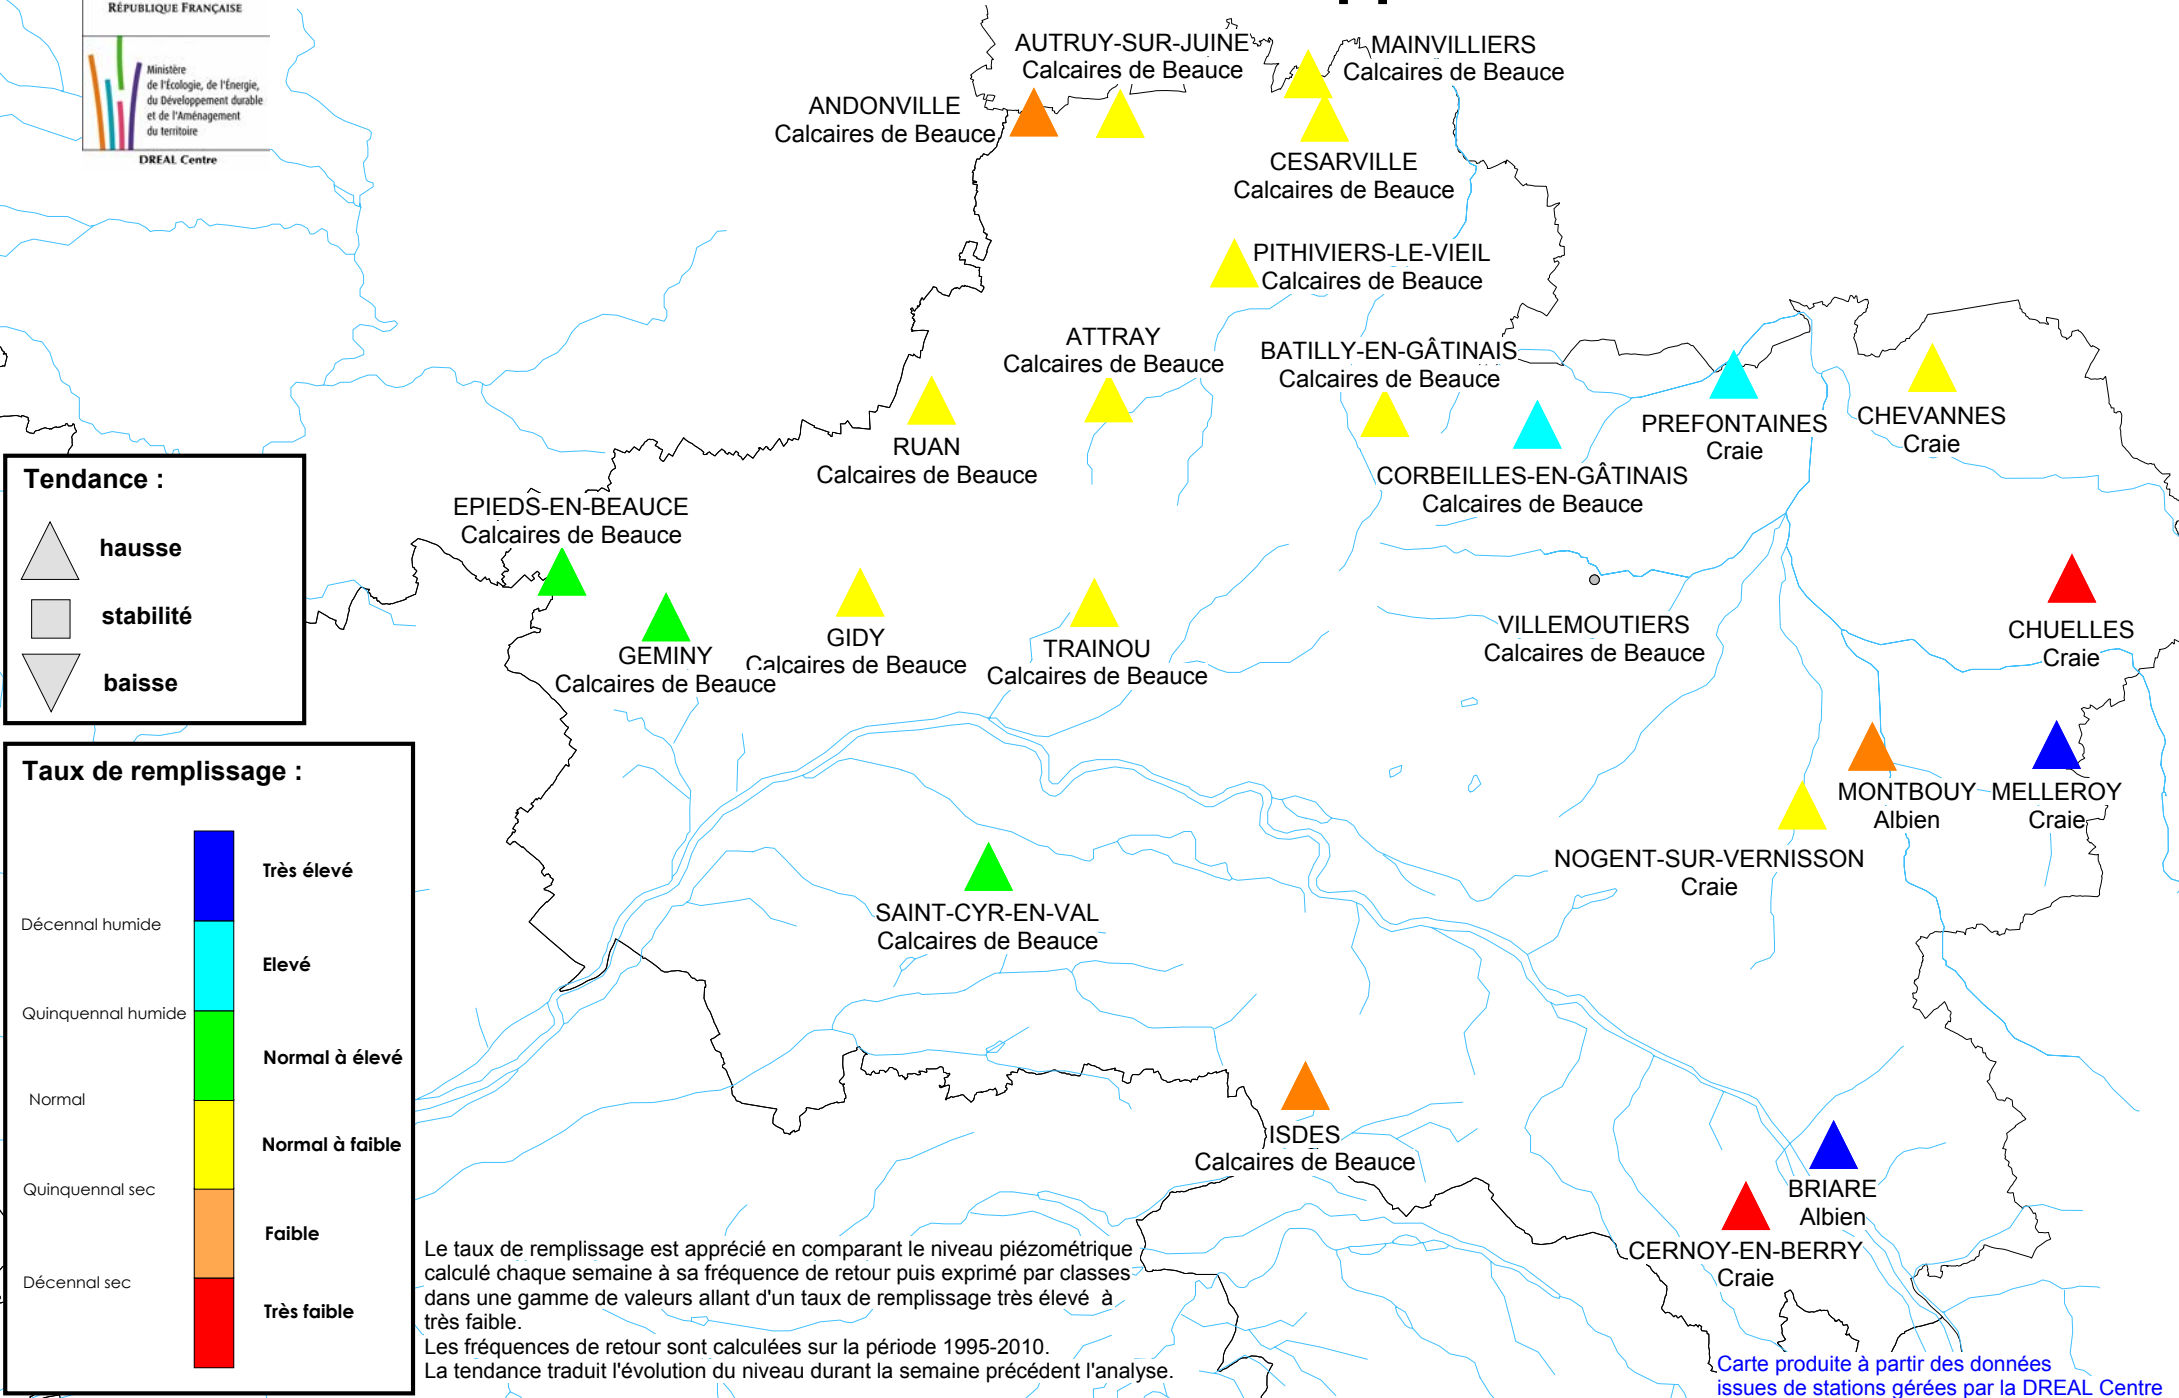 RÉPUBLIQUE FRANÇAISE
Ministère
de l'Écologie, de l'Énergie,
du Développement durable
et de l'Aménagement
du territoire
DREAL Centre
AUTRUY-SUR-JUINE
Calcaires de Beauce
MAINVILLIERS
Calcaires de Beauce
ANDONVILLE
Calcaires de Beauce
CESARVILLE
Calcaires de Beauce
PITHIVIERS-LE-VIEIL
Calcaires de Beauce
ATTRAY
Calcaires de Beauce
BATILLY-EN-GÂTINAIS
Calcaires de Beauce
RUAN
Calcaires de Beauce
PREFONTAINES
Craie
CHEVANNES
Craie
CORBEILLES-EN-GÂTINAIS
Calcaires de Beauce
EPIEDS-EN-BEAUCE
Calcaires de Beauce
GEMINY
Calcaires de Beauce
GIDY
Calcaires de Beauce
TRAINOU
Calcaires de Beauce
VILLEMOUTIERS
Calcaires de Beauce
CHUELLES
Craie
MONTBOUY
Albien
MELLEROY
Craie
NOGENT-SUR-VERNISSON
Craie
SAINT-CYR-EN-VAL
Calcaires de Beauce
ISDES
Calcaires de Beauce
BRIARE
Albien
CERNOY-EN-BERRY
Craie
Tendance :
hausse
stabilité
baisse
Taux de remplissage :
Très élevé
Décennal humide
Elevé
Quinquennal humide
Normal à élevé
Normal
Normal à faible
Quinquennal sec
Faible
Décennal sec
Très faible
Le taux de remplissage est apprécié en comparant le niveau piézométrique
calculé chaque semaine à sa fréquence de retour puis exprimé par classes
dans une gamme de valeurs allant d'un taux de remplissage très élevé à
très faible.
Les fréquences de retour sont calculées sur la période 1995-2010.
La tendance traduit l'évolution du niveau durant la semaine précédent l'analyse.
Carte produite à partir des données
issues de stations gérées par la DREAL Centre